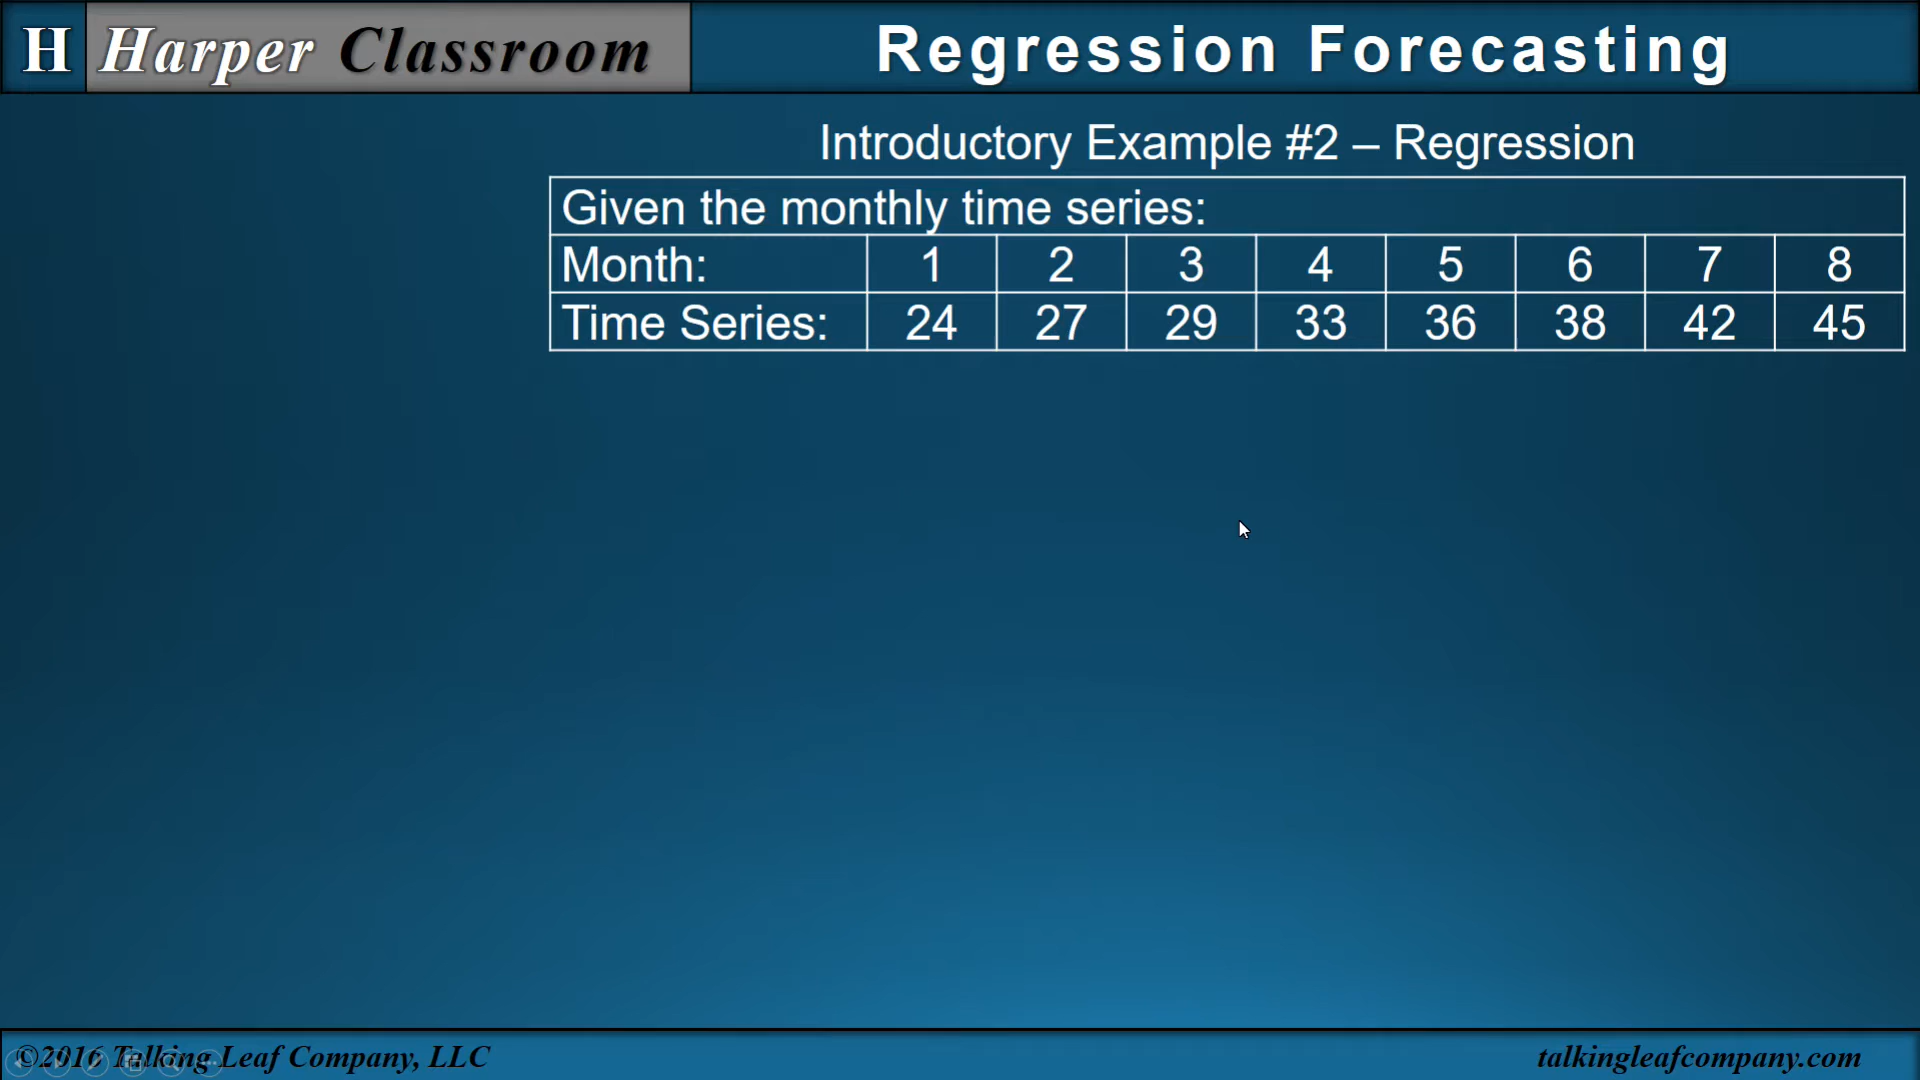 H Harper Classroom
Regression Forecasting
Introductory Example #2 – Regression
Given the monthly time series:
Month: 1 2 3 4 5 6 7 8
Time Series: 24 27 29 33 36 38 42 45
©2016 Talking Leaf Company, LLC
talkingleafcompany.com